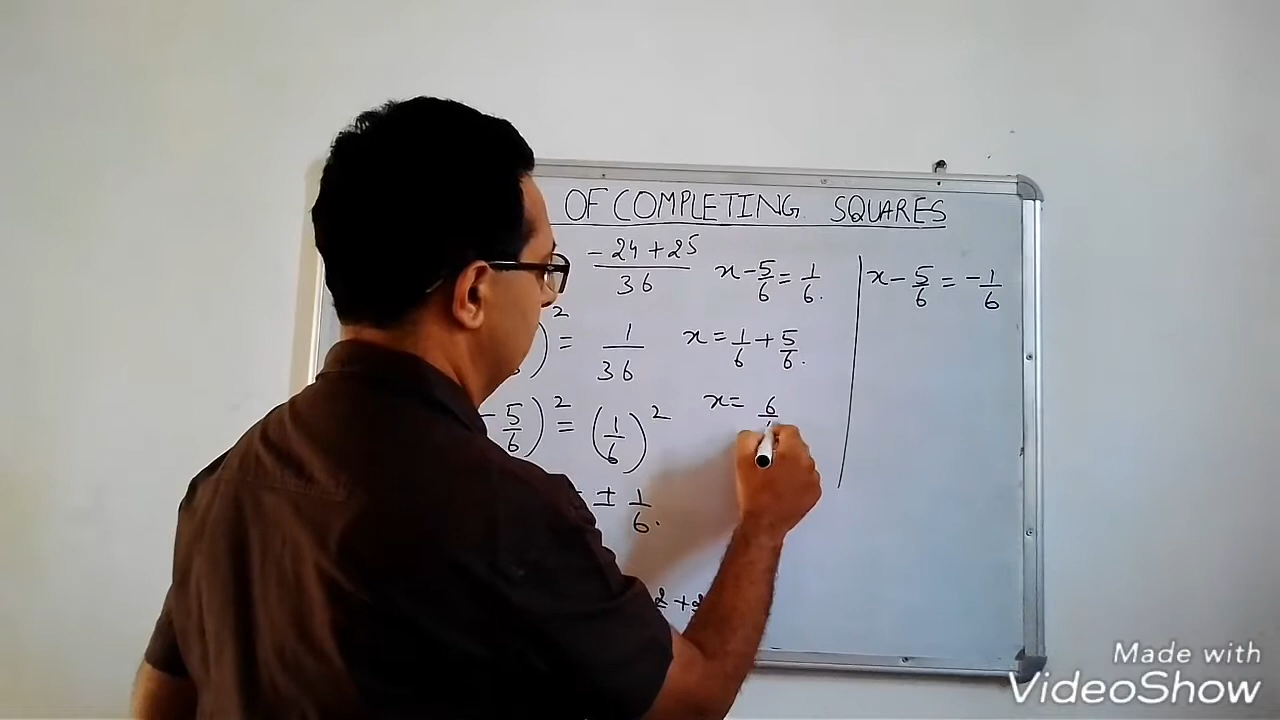 OF COMPLETING SQUARES
-24+25/36
x-5/6=1/6.
x-5/6=-1/6
)²=1/36
x=1/6+5/6.
-5/6)²=(1/6)²
x=6/
±1/6.
Made with
VideoShow